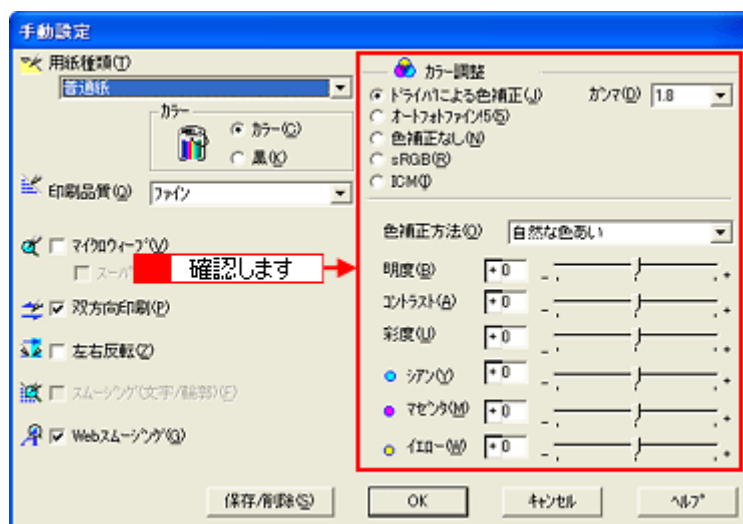 手動設定
用紙種類(T)
普通紙
カラー
カラー(C)
黒(K)
印刷品質(Q)
ファイン
マイクロウィーブ(V)
スーパ
確認します
双方向印刷(P)
左右反転(Z)
スムージング(文字/輪郭)(F)
Webスムージング(G)
カラー調整
ドライバによる色補正(J)
ガンマ(D)
1.8
オートフォトファイン!5(5)
色補正なし(N)
sRGB(R)
ICM(I)
色補正方法(O)
自然な色あい
明度(B)
+ 0
- +
コントラスト(A)
+ 0
- +
彩度(U)
+ 0
- +
シアン(Y)
+ 0
- +
マゼンタ(M)
+ 0
- +
イエロー(W)
+ 0
- +
保存/削除(S)
OK
キャンセル
ヘルプ